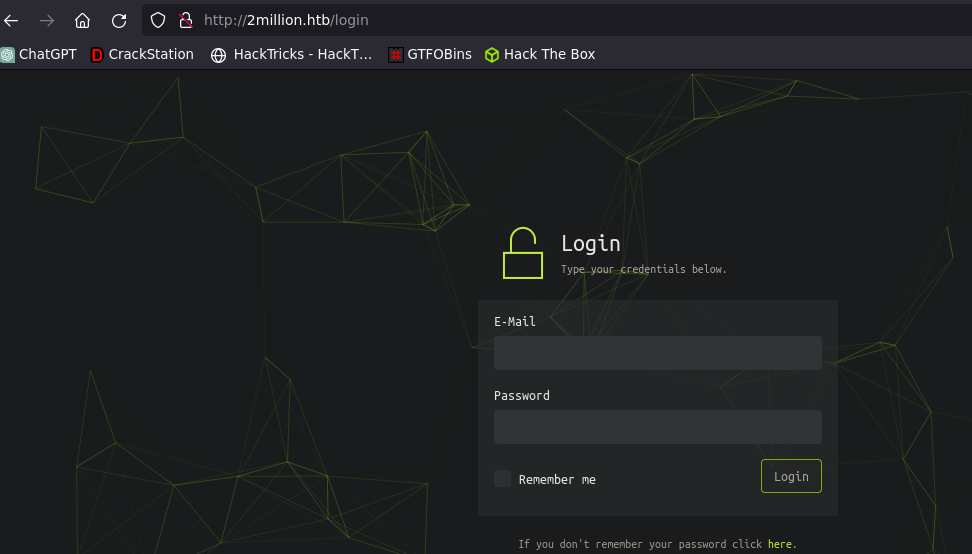 http://2million.htb/login
ChatGPT CrackStation HackTricks - HackT... GTFOBins Hack The Box
Login
Type your credentials below.
E-Mail
Password
Remember me Login
If you don't remember your password click here.